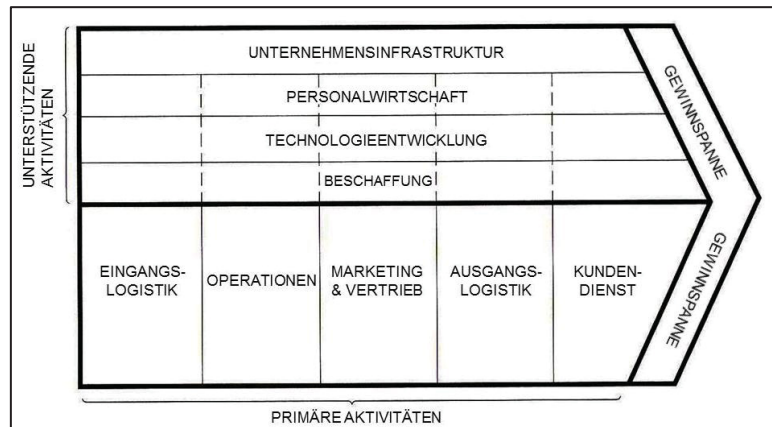 UNTERSTÜTZENDE
AKTIVITÄTEN
UNTERNEHMENSINFRASTRUKTUR
PERSONALWIRTSCHAFT
TECHNOLOGIEENTWICKLUNG
BESCHAFFUNG
GEWINNSPANNE
EINGANGS-
LOGISTIK
OPERATIONEN
MARKETING
& VERTRIEB
AUSGANGS-
LOGISTIK
KUNDEN-
DIENST
GEWINNSPANNE
PRIMÄRE AKTIVITÄTEN